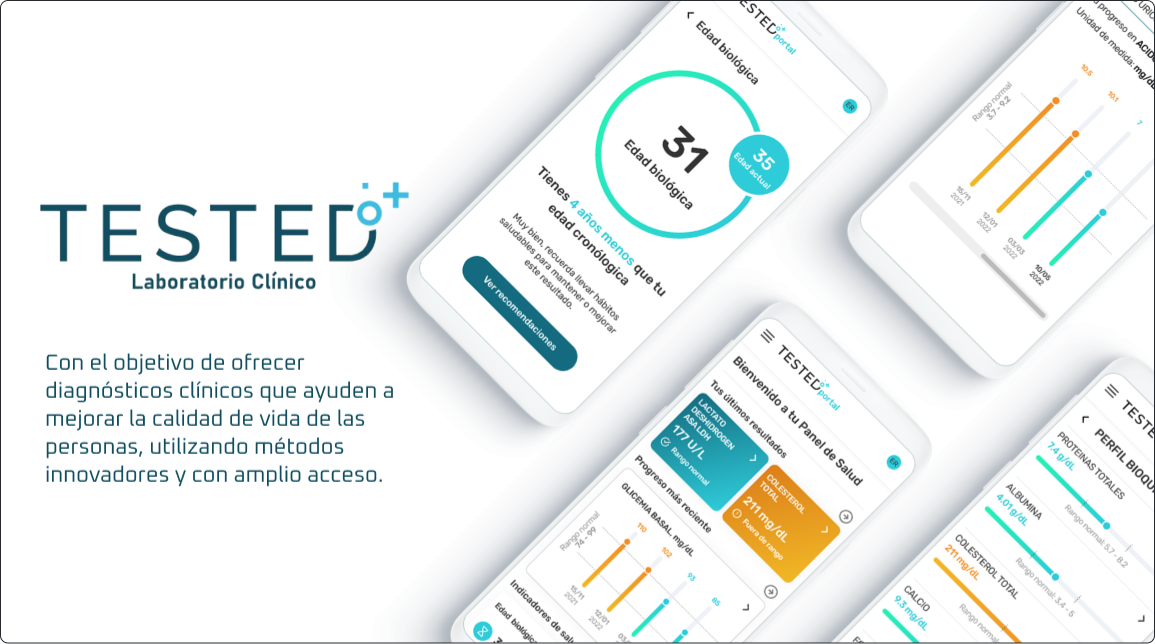 TESTED
Laboratorio Clínico
Con el objetivo de ofrecer
diagnósticos clínicos que ayuden a
mejorar la calidad de vida de las
personas, utilizando métodos
innovadores y con amplio acceso.
TESTED
portal
Edad biológica
ER
31
Edad biológica
35
Edad actual
Tienes 4 años menos que tu
edad cronólogica
Muy bien, recuerda llevar hábitos
saludables para mantener o mejorar
este resultado.
Ver recomendaciones
progreso en
Unidad de medida: mg/dL
Rango normal
3.7 - 9.2
10.5
10.1
7
15/11
2021
12/01
2022
03/03
2022
10/05
2022
TESTED
portal
ER
Bienvenido a tu Panel de Salud
Tus últimos resultados
LACTATO
DESHIDROGEN
ASA LDH
177 U/L
Rango normal
COLESTEROL
TOTAL
211 mg/dL
Fuera de rango
Progreso más reciente
GLICEMIA BASAL mg/dL
Rango normal
74 - 99
110
102
93
85
15/11
2021
12/01
2022
Indicadores de
Edad
PERFIL
PROTEINAS TOTALES
7.4 g/dL
Rango normal: 5.7 - 8.2
ALBUMINA
4.01 g/dL
Rango normal: 3.4 - 5
COLESTEROL TOTAL
211 mg/dL
Rango normal:
CALCIO
9.3 mg/dL